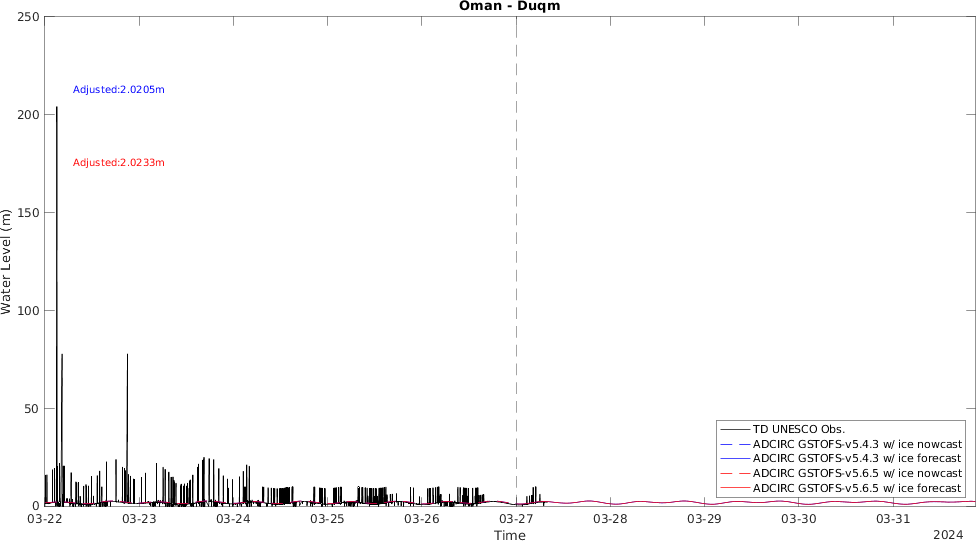 Oman - Duqm
250
200
150
100
50
0
Water Level (m)
Adjusted:2.0205m
Adjusted:2.0233m
TD UNESCO Obs.
ADCIRC GSTOFS-v5.4.3 w/ ice nowcast
ADCIRC GSTOFS-v5.4.3 w/ ice forecast
ADCIRC GSTOFS-v5.6.5 w/ ice nowcast
ADCIRC GSTOFS-v5.6.5 w/ ice forecast
03-22 03-23 03-24 03-25 03-26 03-27 03-28 03-29 03-30 03-31
Time
2024